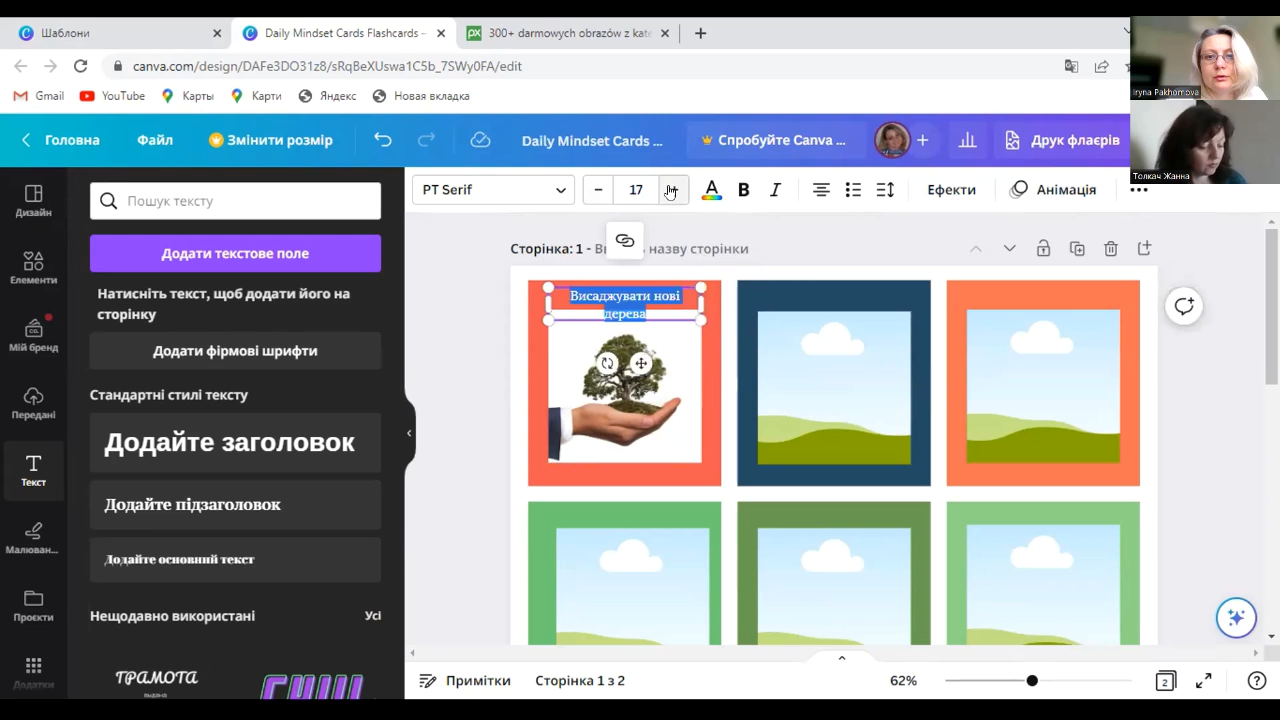 Шаблони
Daily Mindset Cards Flashcards –
300+ darmowych obrazów z kate
canva.com/design/DAFe3DO31z8/sRqBeXUswa1C5b_7SWy0FA/edit
Gmail
YouTube
Карты
Карти
Яндекс
Новая вкладка
Iryna Pakhomova
Толкач Жанна
Головна
Файл
Змінити розмір
Daily Mindset Cards ...
Спробуйте Canva ...
Друк флаєрів
PT Serif
17
A
B
I
Ефекти
Анімація
Дизайн
Елементи
Мій бренд
Передані
Текст
Малюван...
Проєкти
Додатки
Пошук тексту
Додати текстове поле
Натисніть текст, щоб додати його на
сторінку
Додати фірмові шрифти
Стандартні стилі тексту
Додайте заголовок
Додайте підзаголовок
Додайте основний текст
Нещодавно використані
Усі
ГРАМОТА
Сторінка: 1 -
назву сторінки
Висаджувати нові
дерева
Примітки
Сторінка 1 з 2
62%
2